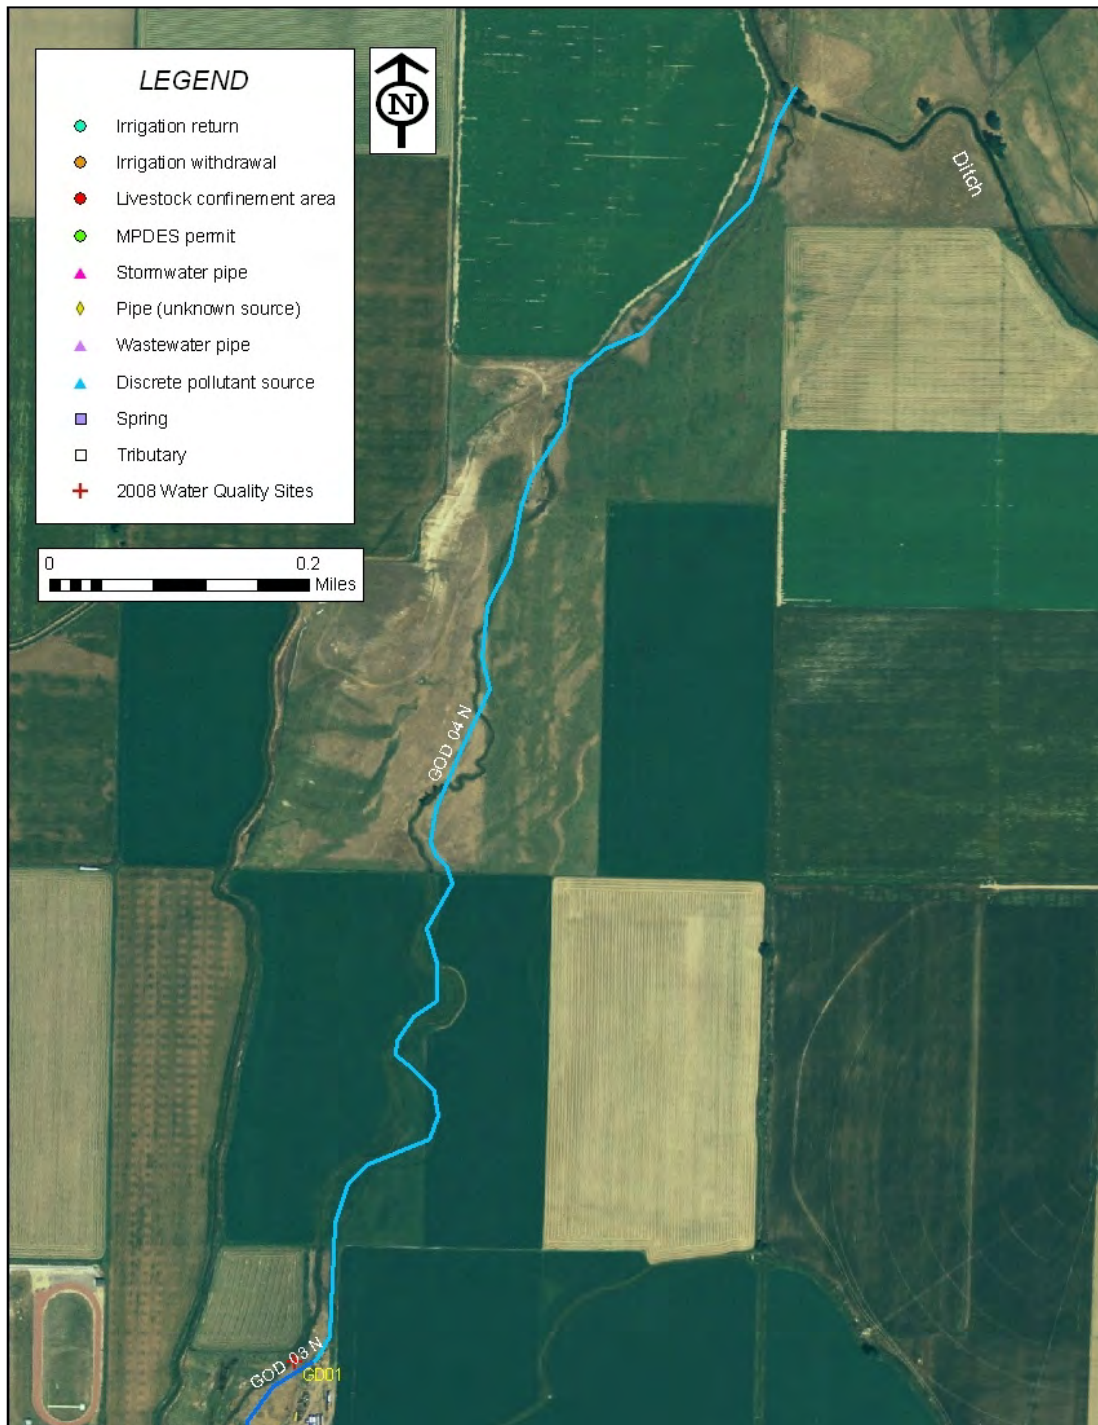 LEGEND
Irrigation return
Irrigation withdrawal
Livestock confinement area
MPDES permit
Stormwater pipe
Pipe (unknown source)
Wastewater pipe
Discrete pollutant source
Spring
Tributary
2008 Water Quality Sites
N
0 0.2
Miles
Ditch
GOD 04 N
GOD 03 N
GD01